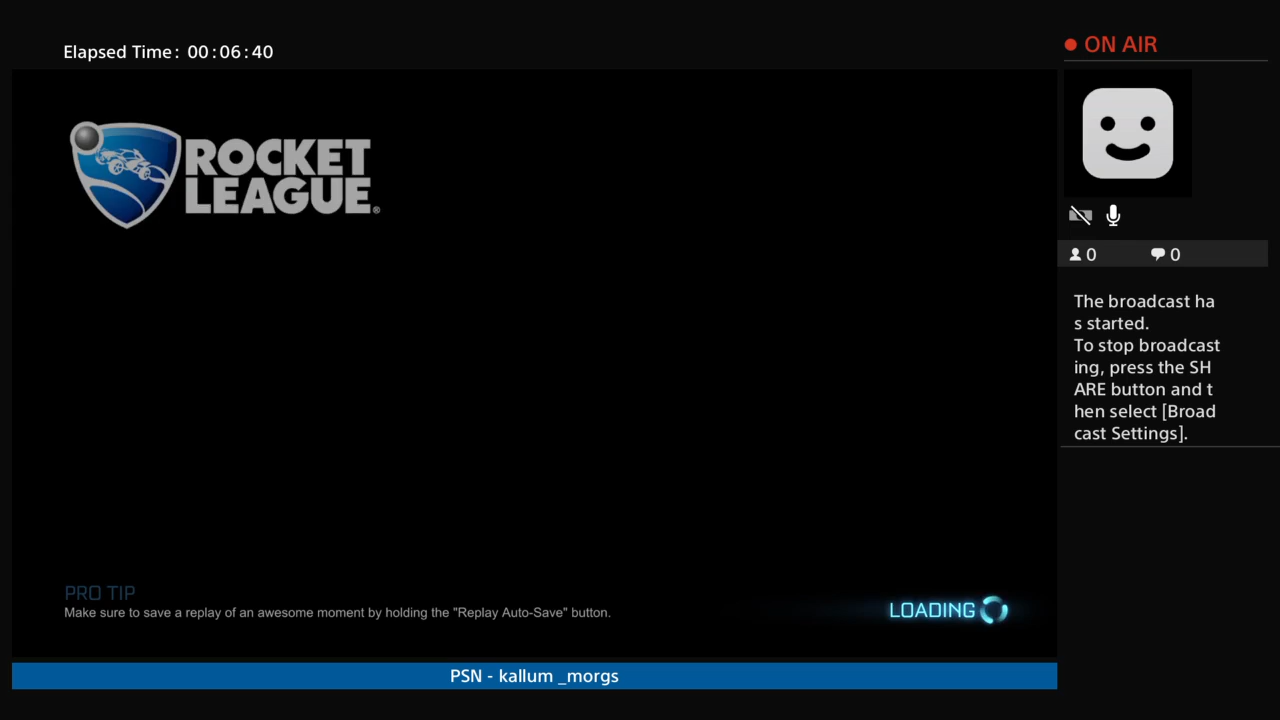 Elapsed Time: 00:06:40
ON AIR
ROCKET
LEAGUE®
0 0
The broadcast ha
s started.
To stop broadcast
ing, press the SH
ARE button and t
hen select [Broad
cast Settings].
PRO TIP
Make sure to save a replay of an awesome moment by holding the "Replay Auto-Save" button.
LOADING
PSN - kallum _morgs